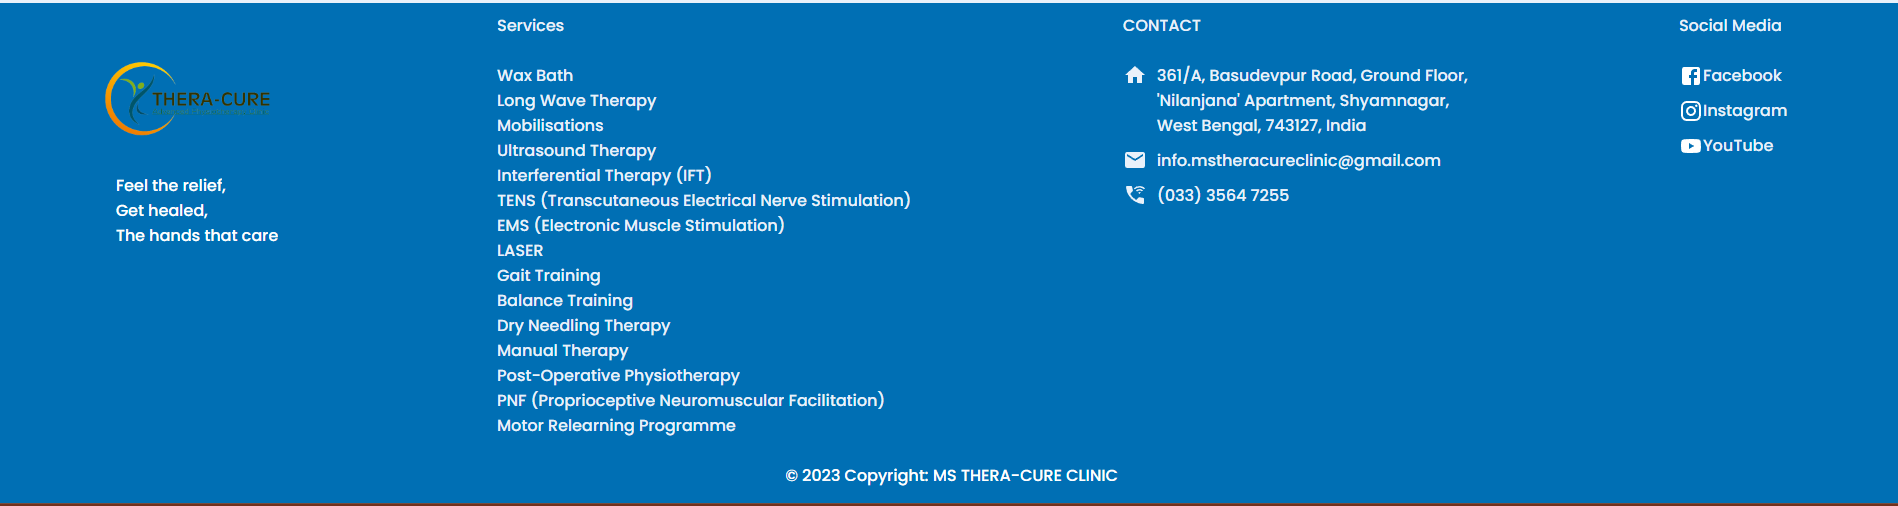 THERA-CURE
Feel the relief,
Get healed,
The hands that care
Services
Wax Bath
Long Wave Therapy
Mobilisations
Ultrasound Therapy
Interferential Therapy (IFT)
TENS (Transcutaneous Electrical Nerve Stimulation)
EMS (Electronic Muscle Stimulation)
LASER
Gait Training
Balance Training
Dry Needling Therapy
Manual Therapy
Post-Operative Physiotherapy
PNF (Proprioceptive Neuromuscular Facilitation)
Motor Relearning Programme
CONTACT
361/A, Basudevpur Road, Ground Floor,
'Nilanjana' Apartment, Shyamnagar,
West Bengal, 743127, India
info.mstheracureclinic@gmail.com
(033) 3564 7255
Social Media
Facebook
Instagram
YouTube
© 2023 Copyright: MS THERA-CURE CLINIC